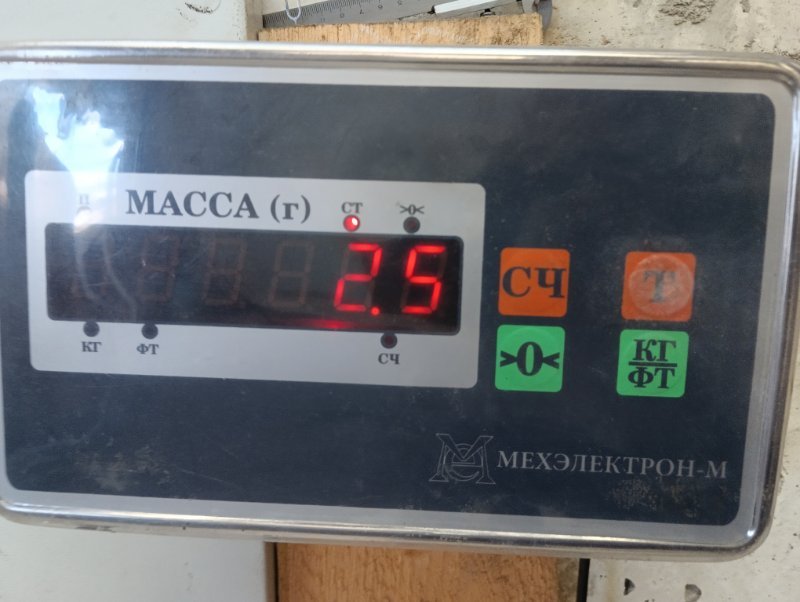 П
МАССА (г)
СТ
>0<
2.5
КГ
ФТ
СЧ
СЧ
Т
>0<
КГ
ФТ
МЕХЭЛЕКТРОН-М